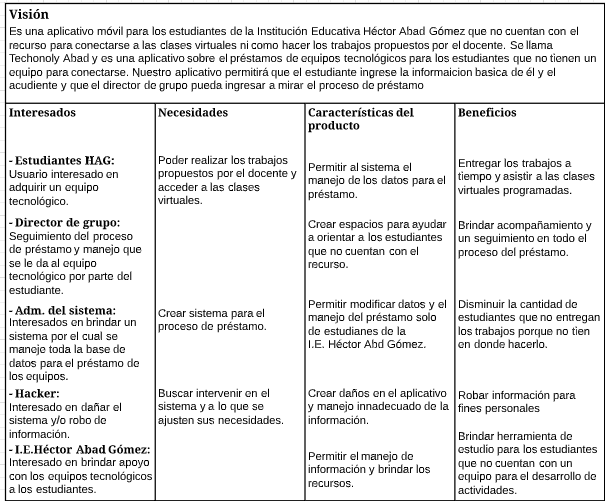 Visión
Es una aplicativo móvil para los estudiantes de la Institución Educativa Héctor Abad Gómez que no cuentan con el
recurso para conectarse a las clases virtuales ni como hacer los trabajos propuestos por el docente. Se llama
Techonoly Abad y es una aplicativo sobre el préstamos de equipos tecnológicos para los estudiantes que no tienen un
equipo para conectarse. Nuestro aplicativo permitirá que el estudiante ingrese la informaicion basica de él y el
acudiente y que el director de grupo pueda ingresar a mirar el proceso de préstamo
Interesados
- Estudiantes HAG:
Usuario interesado en
adquirir un equipo
tecnológico.
- Director de grupo:
Seguimiento del proceso
de préstamo y manejo que
se le da al equipo
tecnológico por parte del
estudiante.
- Adm. del sistema:
Interesados en brindar un
sistema por el cual se
maneje toda la base de
datos para el préstamo de
los equipos.
- Hacker:
Interesado en dañar el
sistema y/o robo de
información.
- I.E.Héctor Abad Gómez:
Interesado en brindar apoyo
con los equipos tecnológicos
a los estudiantes.
Necesidades
Poder realizar los trabajos
propuestos por el docente y
acceder a las clases
virtuales.
Crear sistema para el
proceso de préstamo.
Buscar intervenir en el
sistema y a lo que se
ajusten sus necesidades.
Características del
producto
Permitir al sistema el
manejo de los datos para el
préstamo.
Crear espacios para ayudar
a orientar a los estudiantes
que no cuentan con el
recurso.
Permitir modificar datos y el
manejo del préstamo solo
de estudianes de la
I.E. Héctor Abd Gómez.
Crear daños en el aplicativo
y manejo innadecuado de la
información.
Permitir el manejo de
información y brindar los
recursos.
Beneficios
Entregar los trabajos a
tiempo y asistir a las clases
virtuales programadas.
Brindar acompañamiento y
un seguimiento en todo el
proceso del préstamo.
Disminuir la cantidad de
estudiantes que no entregan
los trabajos porque no tien
en donde hacerlo.
Robar información para
fines personales
Brindar herramienta de
estudio para los estudiantes
que no cuentan con un
equipo para el desarrollo de
actividades.